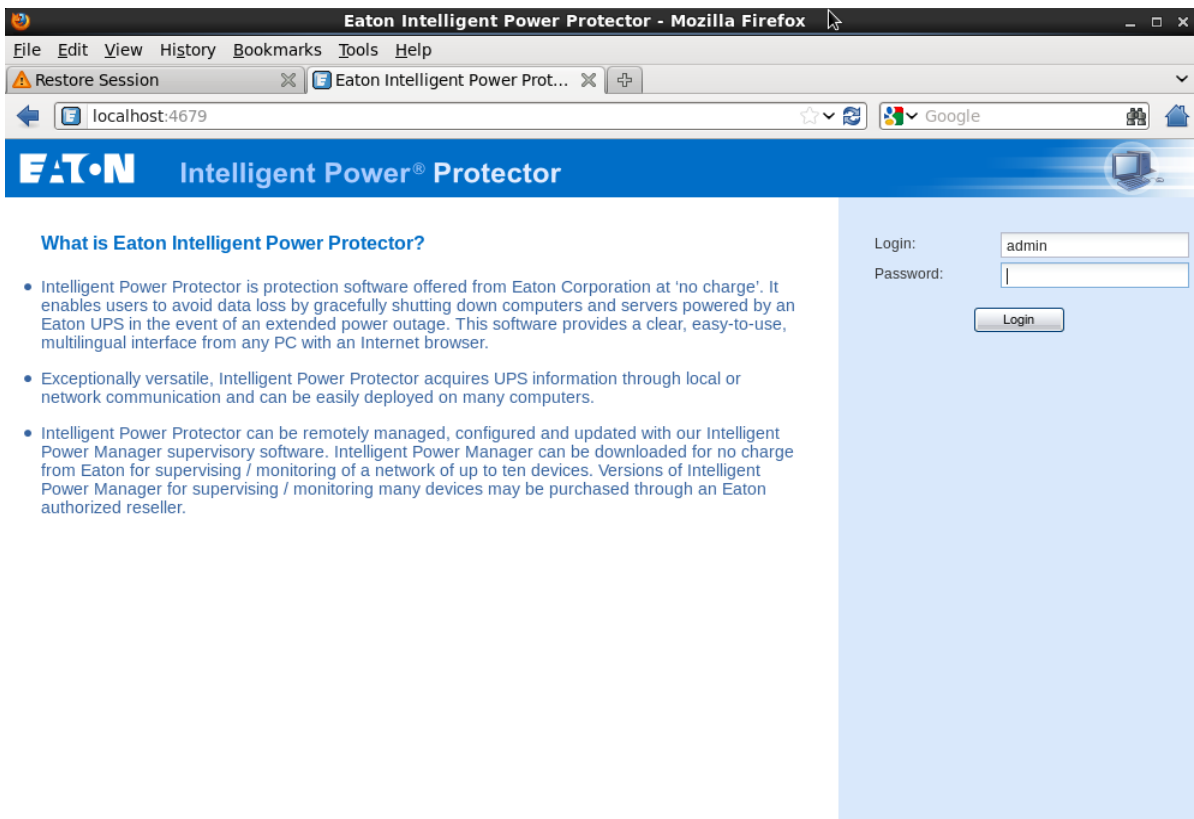 Eaton Intelligent Power Protector - Mozilla Firefox
File Edit View History Bookmarks Tools Help
Restore Session Eaton Intelligent Power Prot...
localhost:4679 Google
EATON Intelligent Power® Protector
What is Eaton Intelligent Power Protector?
• Intelligent Power Protector is protection software offered from Eaton Corporation at ‘no charge’. It
enables users to avoid data loss by gracefully shutting down computers and servers powered by an
Eaton UPS in the event of an extended power outage. This software provides a clear, easy-to-use,
multilingual interface from any PC with an Internet browser.
• Exceptionally versatile, Intelligent Power Protector acquires UPS information through local or
network communication and can be easily deployed on many computers.
• Intelligent Power Protector can be remotely managed, configured and updated with our Intelligent
Power Manager supervisory software. Intelligent Power Manager can be downloaded for no charge
from Eaton for supervising / monitoring of a network of up to ten devices. Versions of Intelligent
Power Manager for supervising / monitoring many devices may be purchased through an Eaton
authorized reseller.
Login: admin
Password:
Login